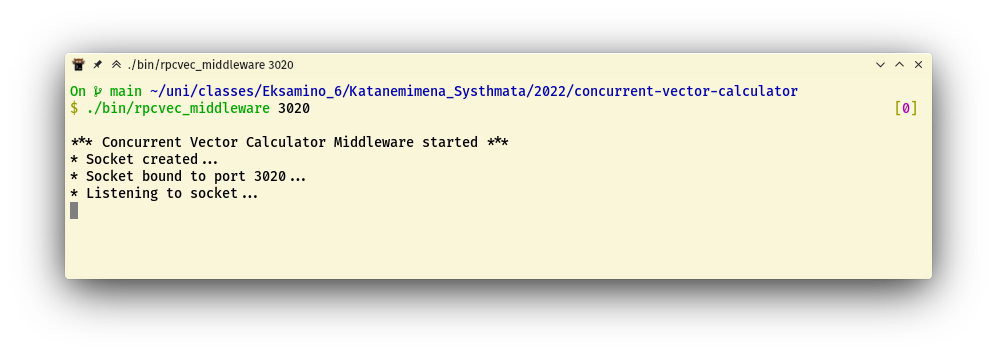 ./bin/rpcvec_middleware 3020
On main ~/uni/classes/Eksamino_6/Katanemimena_Systhmata/2022/concurrent-vector-calculator
$ ./bin/rpcvec_middleware 3020 [0]
*** Concurrent Vector Calculator Middleware started ***
* Socket created...
* Socket bound to port 3020...
* Listening to socket...